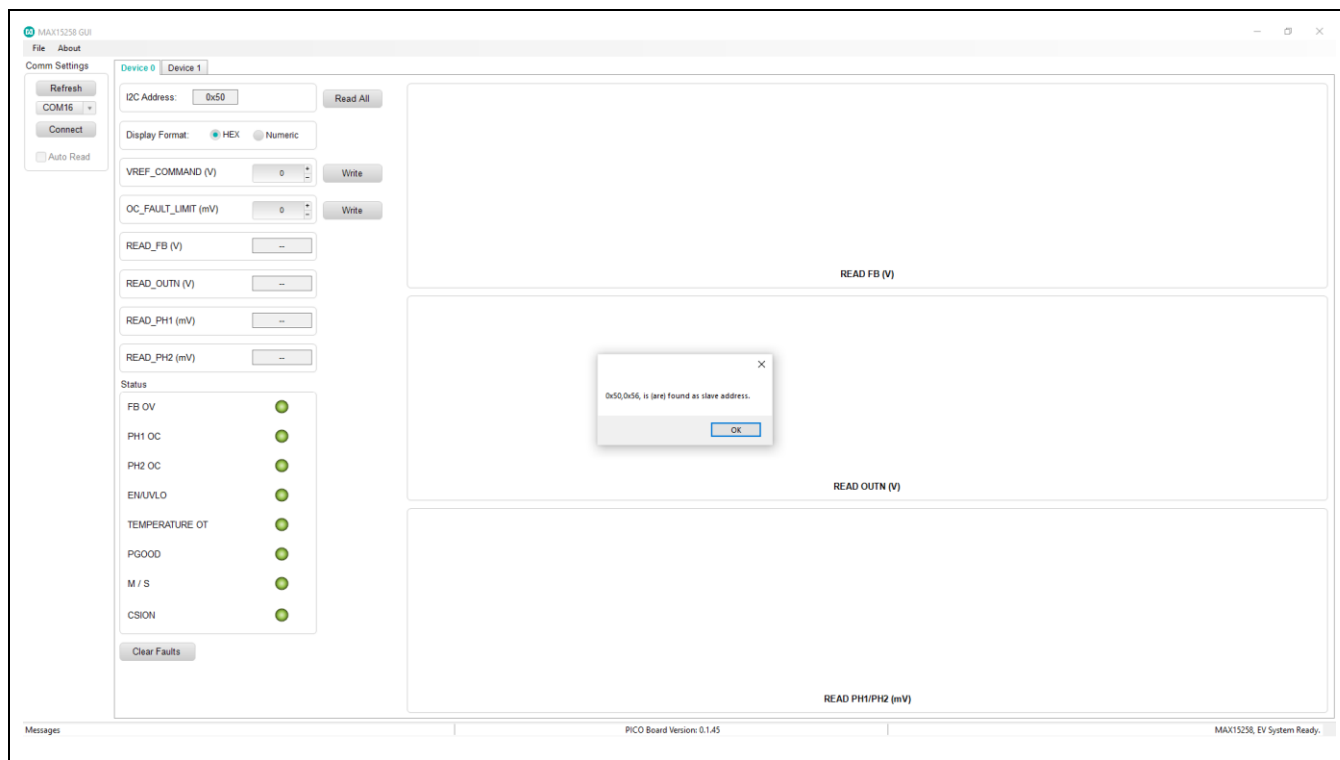 MAX15258 GUI
File About
Comm Settings
Refresh
COM16
Connect
Auto Read
Device 0 Device 1
I2C Address: 0x50 Read All
Display Format: HEX Numeric
VREF_COMMAND (V) 0 Write
OC_FAULT_LIMIT (mV) 0 Write
READ_FB (V) --
READ_OUTN (V) --
READ_PH1 (mV) --
READ_PH2 (mV) --
Status
FB OV
PH1 OC
PH2 OC
EN/UVLO
TEMPERATURE OT
PGOOD
M / S
CSION
Clear Faults
READ FB (V)
0x50,0x56, is (are) found as slave address.
OK
READ OUTN (V)
READ PH1/PH2 (mV)
Messages PICO Board Version: 0.1.45 MAX15258, EV System Ready.